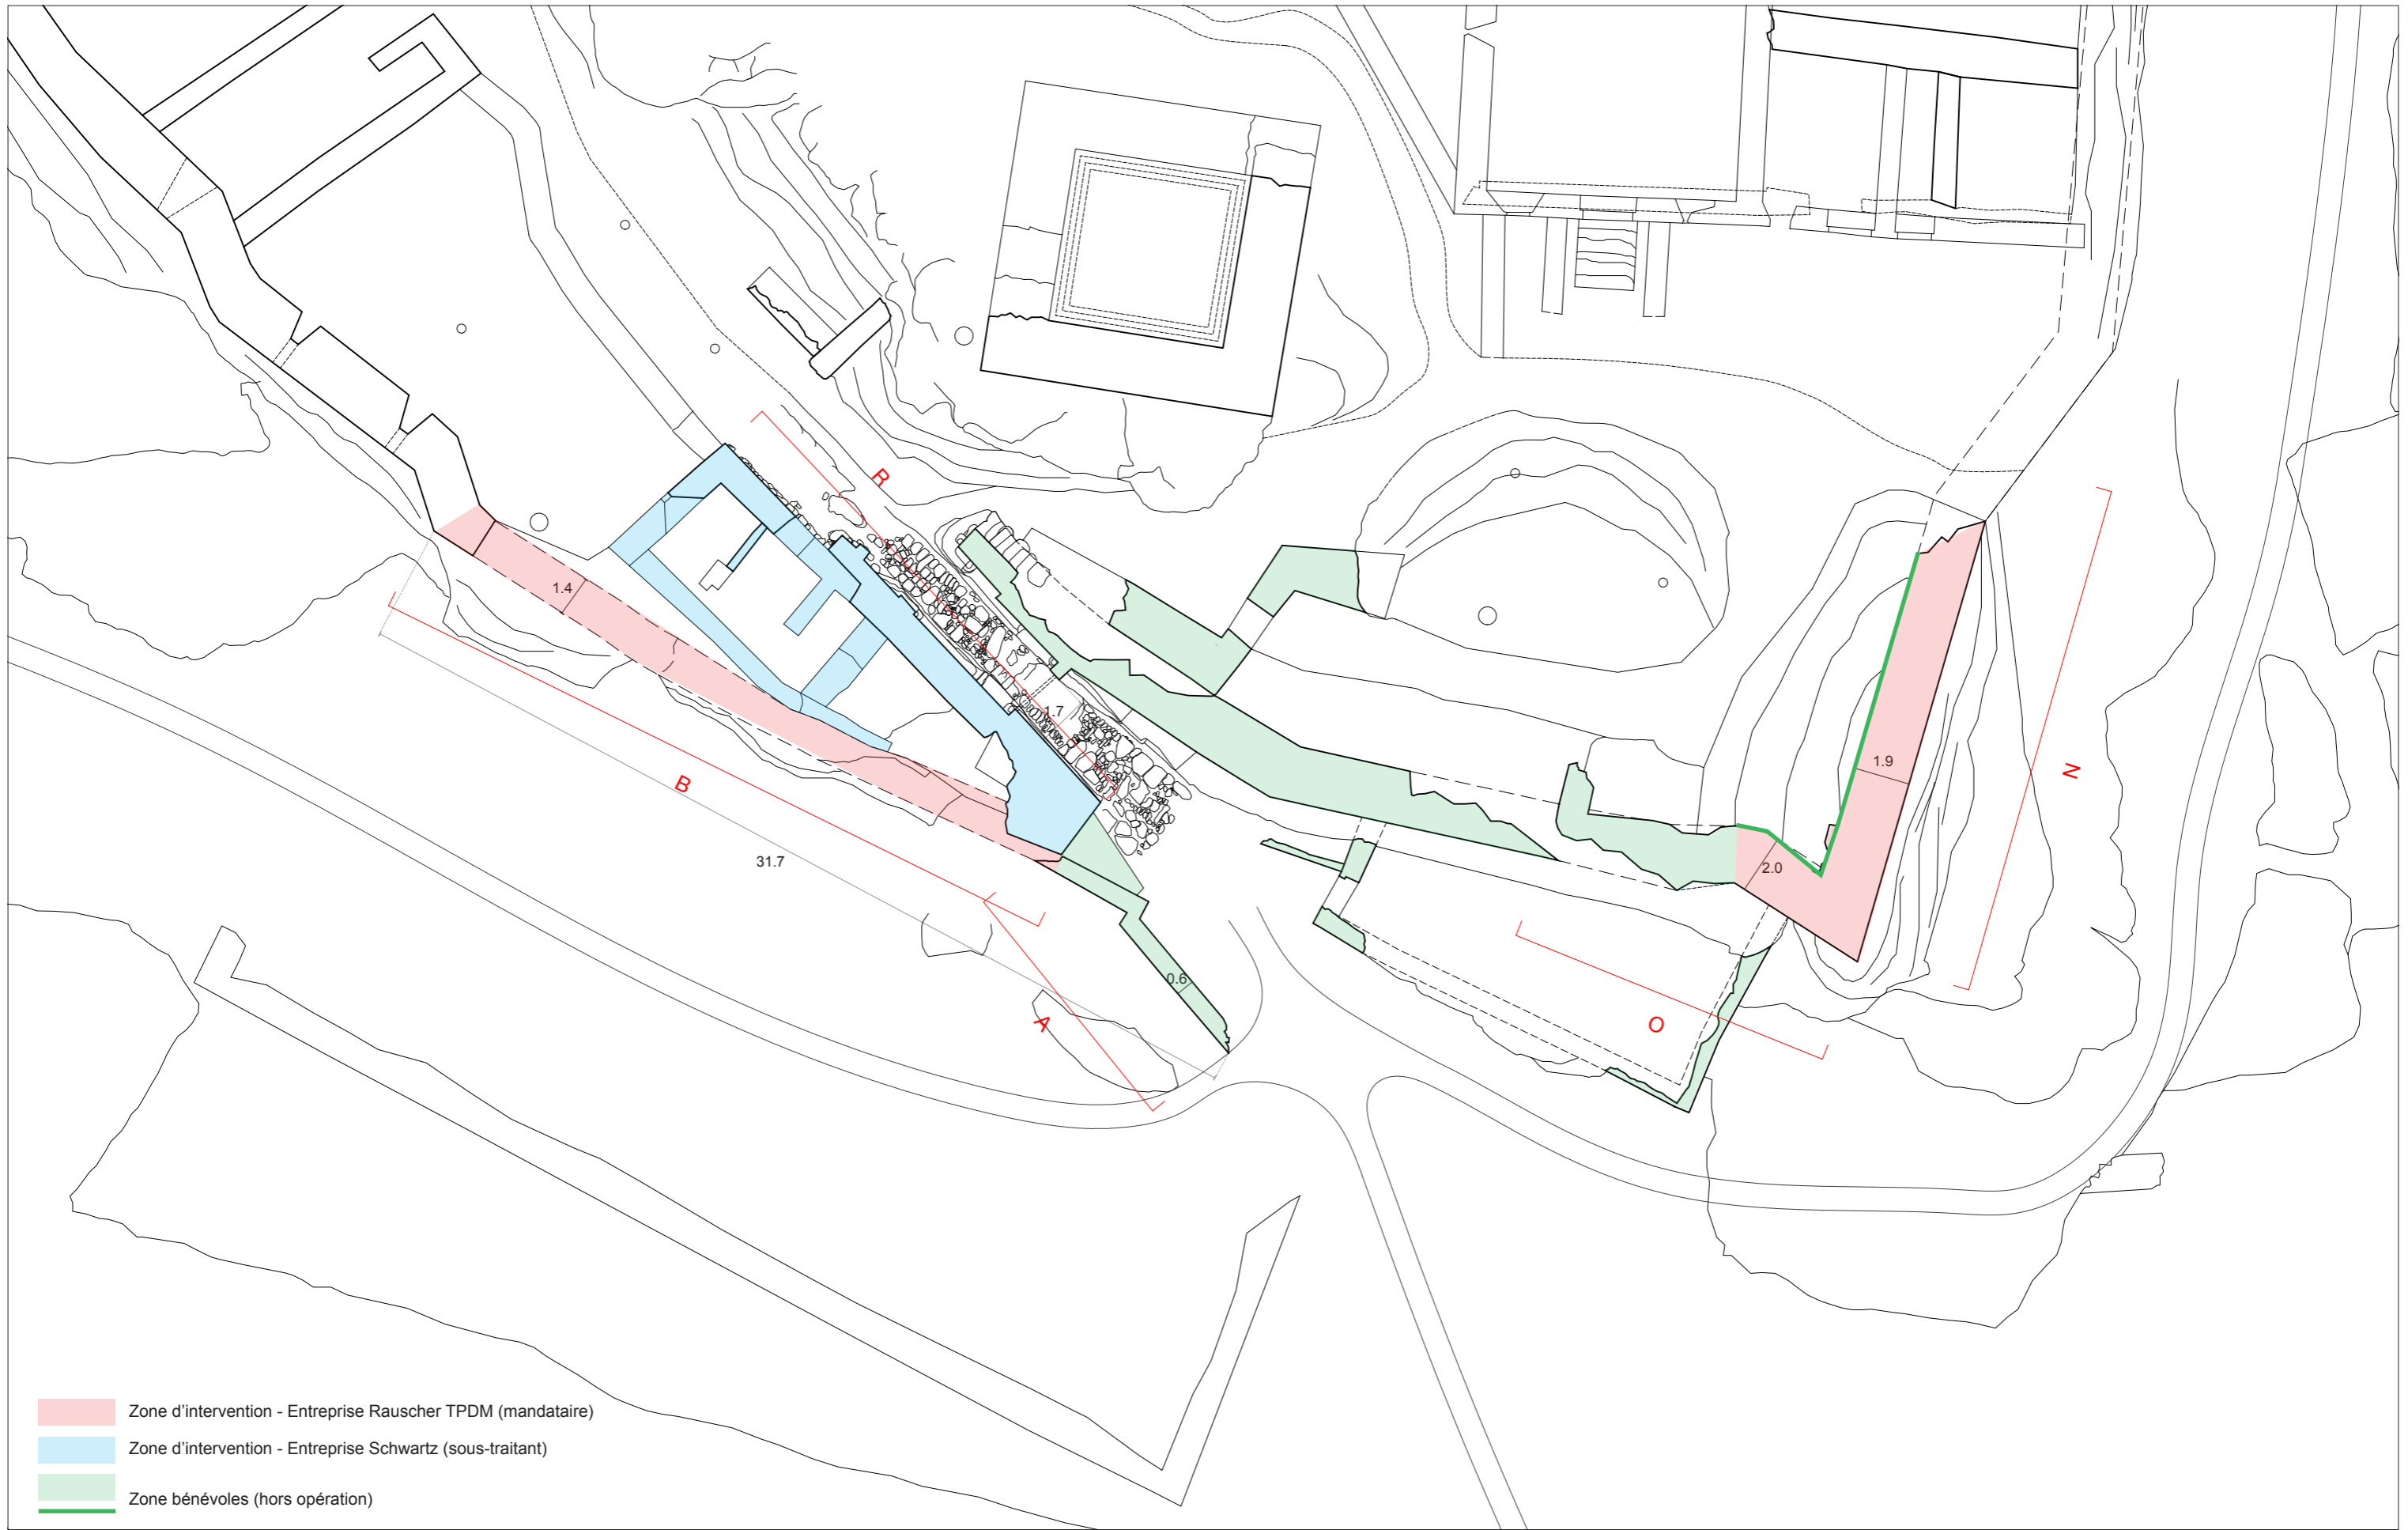 R
1.4
1.7
B
1.9
N
31.7
2.0
0.6
A
O
Zone d'intervention - Entreprise Rauscher TPDM (mandataire)
Zone d'intervention - Entreprise Schwartz (sous-traitant)
Zone bénévoles (hors opération)